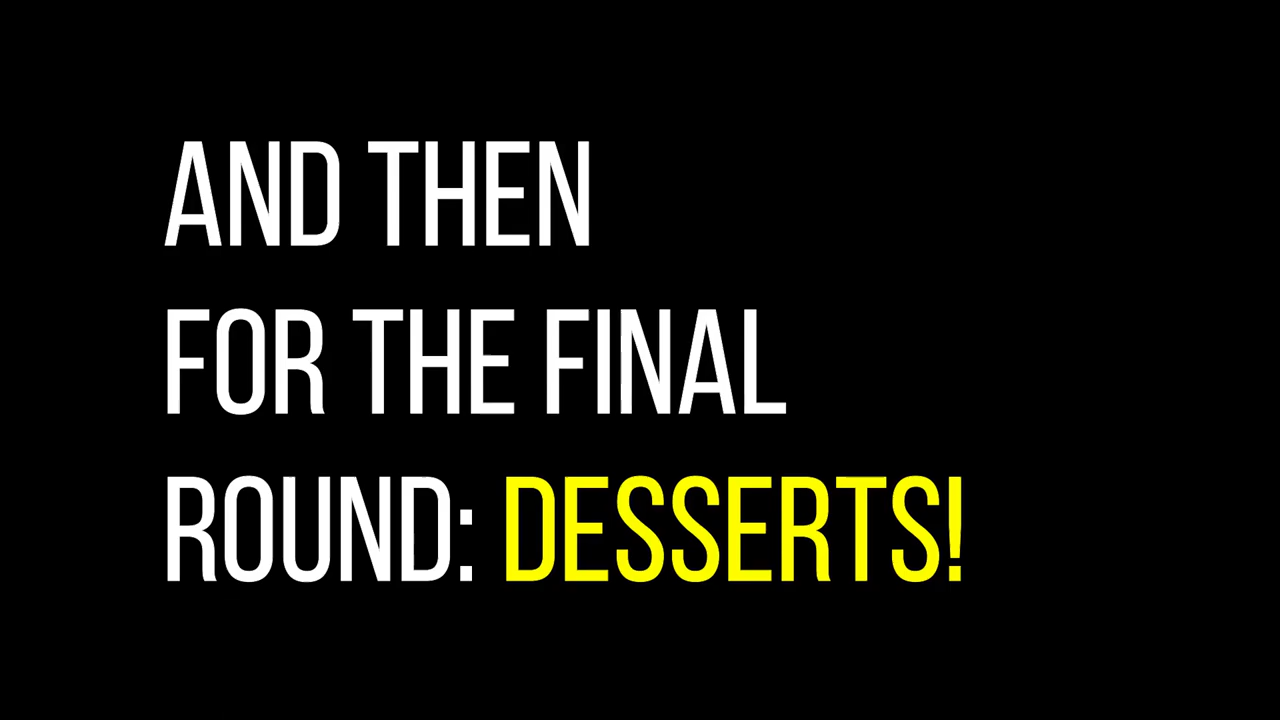 AND THEN
FOR THE FINAL
ROUND: DESSERTS!